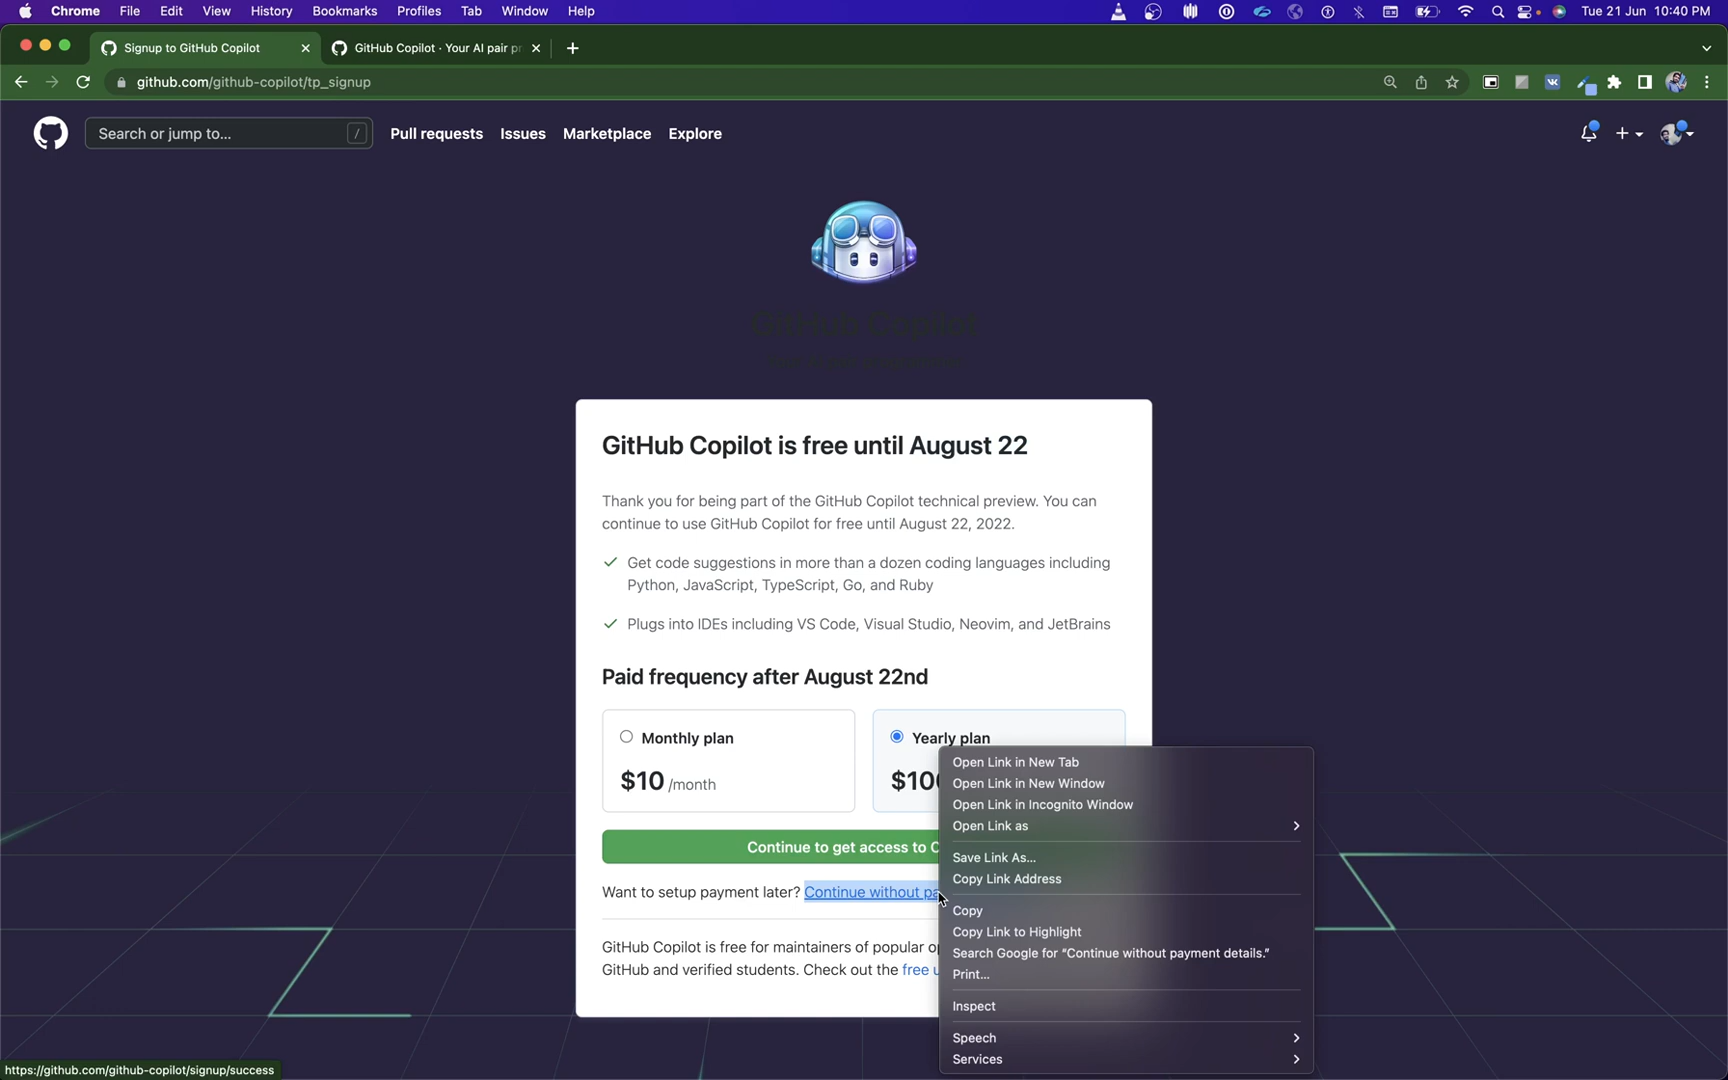 Chrome File Edit View History Bookmarks Profiles Tab Window Help
Tue 21 Jun 10:40 PM
Signup to GitHub Copilot
GitHub Copilot · Your AI pair pr
github.com/github-copilot/tp_signup
Search or jump to... /
Pull requests Issues Marketplace Explore
GitHub Copilot
GitHub Copilot is free until August 22
Thank you for being part of the GitHub Copilot technical preview. You can
continue to use GitHub Copilot for free until August 22, 2022.
Get code suggestions in more than a dozen coding languages including
Python, JavaScript, TypeScript, Go, and Ruby
Plugs into IDEs including VS Code, Visual Studio, Neovim, and JetBrains
Paid frequency after August 22nd
Monthly plan
$10 /month
Yearly plan
$100
Continue to get access to C
Want to setup payment later? Continue without pa
GitHub Copilot is free for maintainers of popular o
GitHub and verified students. Check out the free u
Open Link in New Tab
Open Link in New Window
Open Link in Incognito Window
Open Link as
Save Link As...
Copy Link Address
Copy
Copy Link to Highlight
Search Google for “Continue without payment details.”
Print...
Inspect
Speech
Services
https://github.com/github-copilot/signup/success